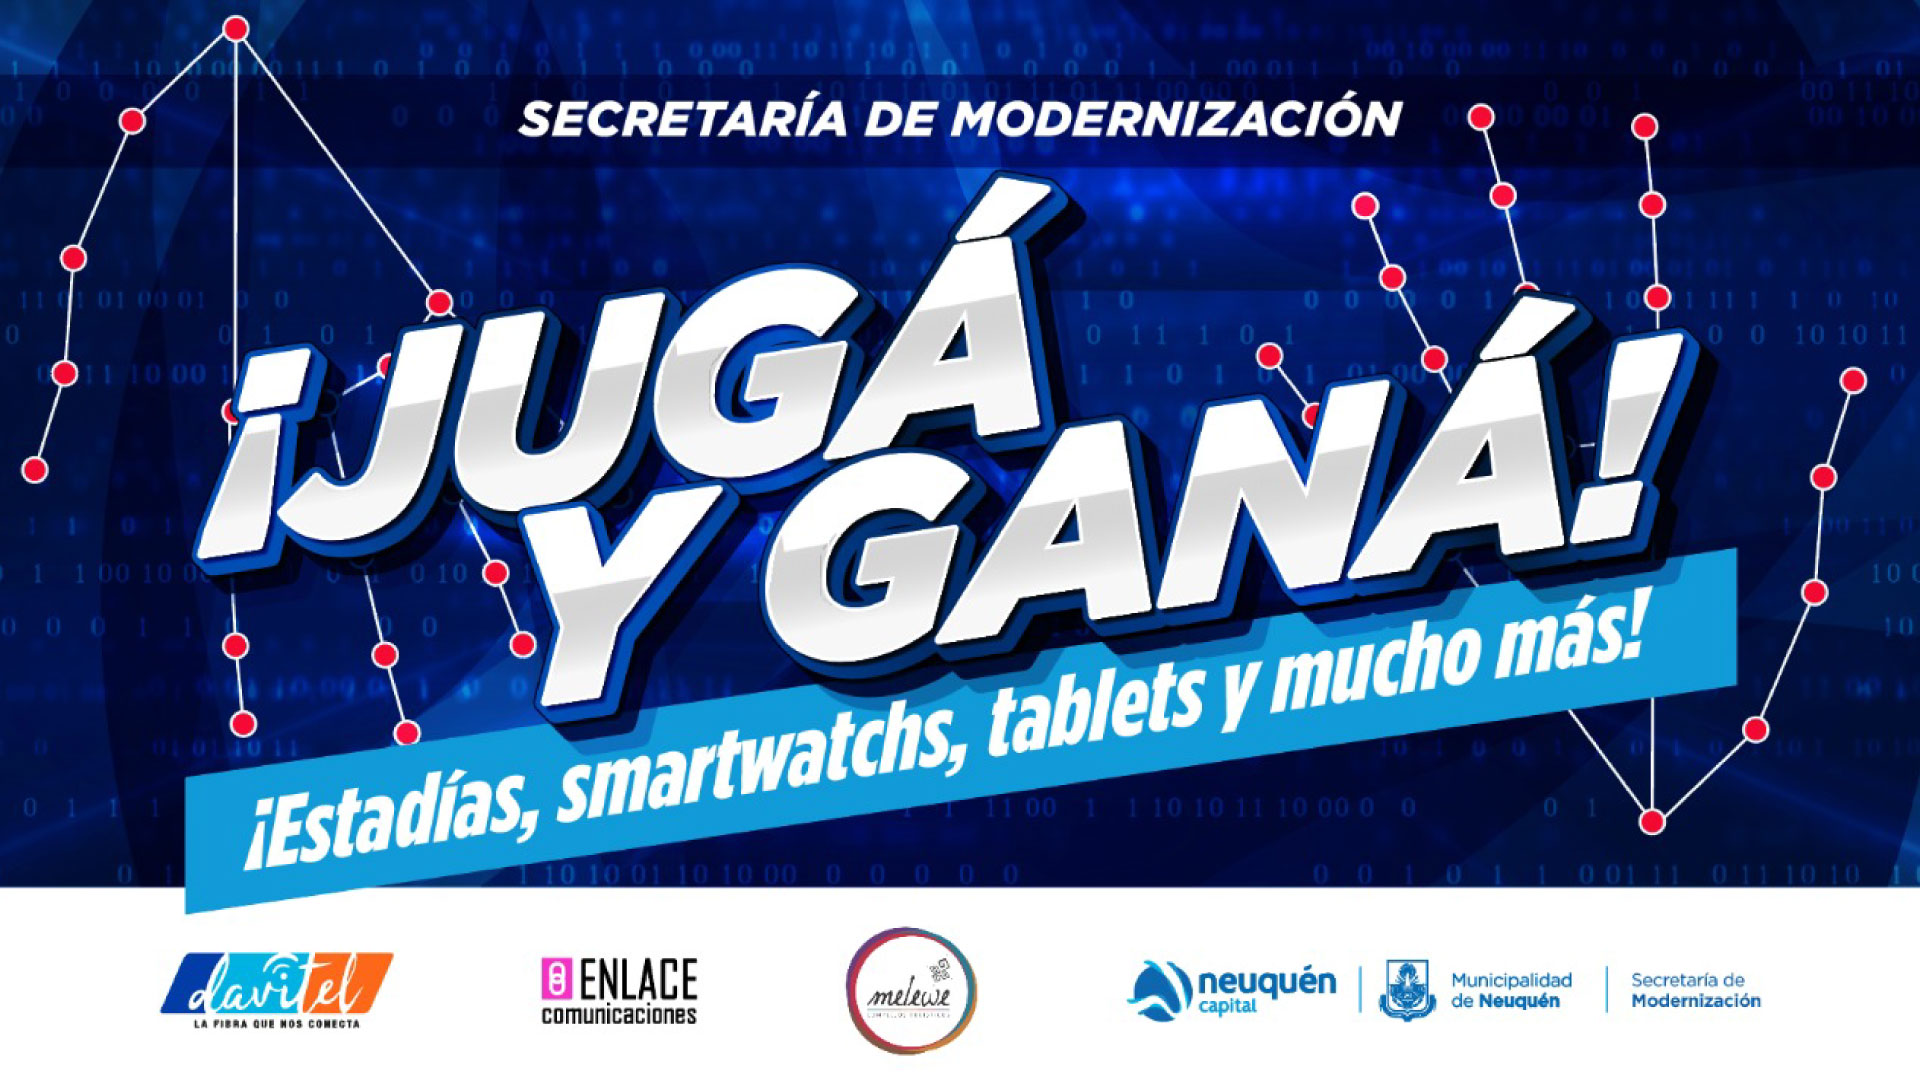 SECRETARÍA DE MODERNIZACIÓN
¡JUGÁ
Y GANÁ!
¡Estadías, smartwatchs, tablets y mucho más!
davitel
LA FIBRA QUE NOS CONECTA
ENLACE
comunicaciones
melewe
neuquén
capital
Municipalidad
de Neuquén
Secretaría de
Modernización